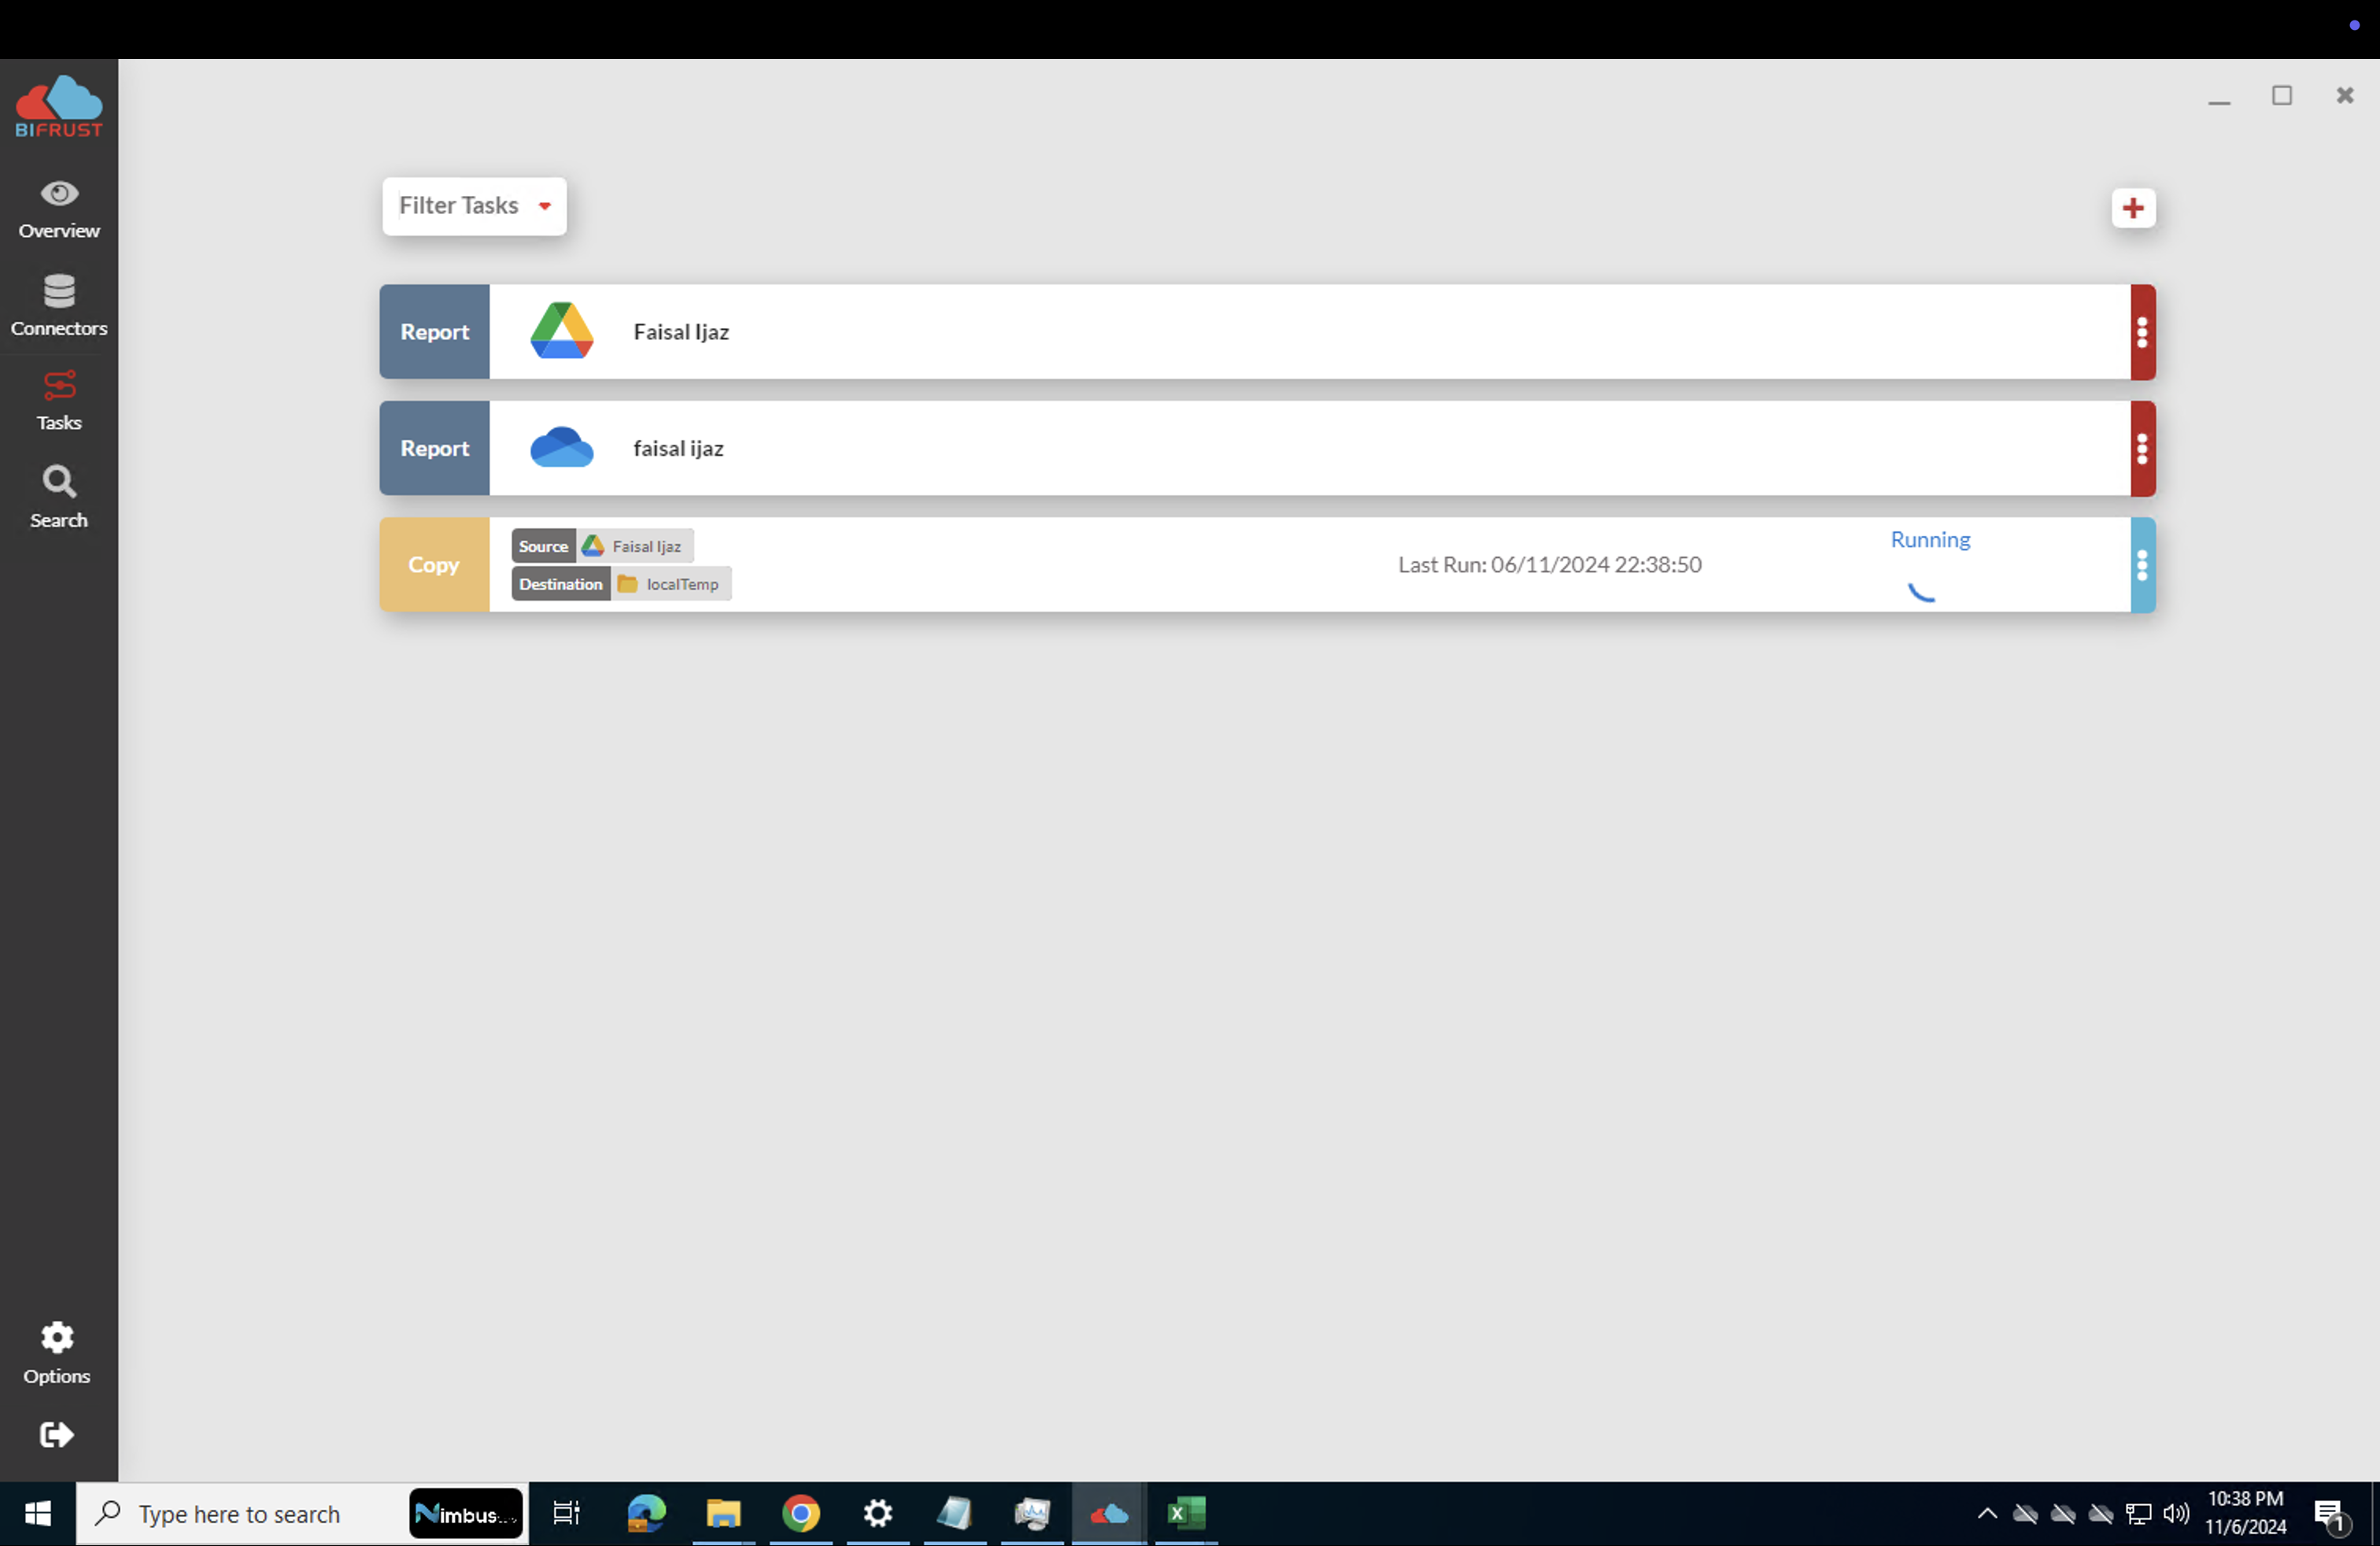 BIFRUST
Overview
Connectors
Tasks
Search
Options
Filter Tasks
Report
Faisal Ijaz
Report
faisal ijaz
Copy
Source
Faisal Ijaz
Destination
localTemp
Last Run: 06/11/2024 22:38:50
Running
Type here to search
Nimbus...
10:38 PM
11/6/2024
1